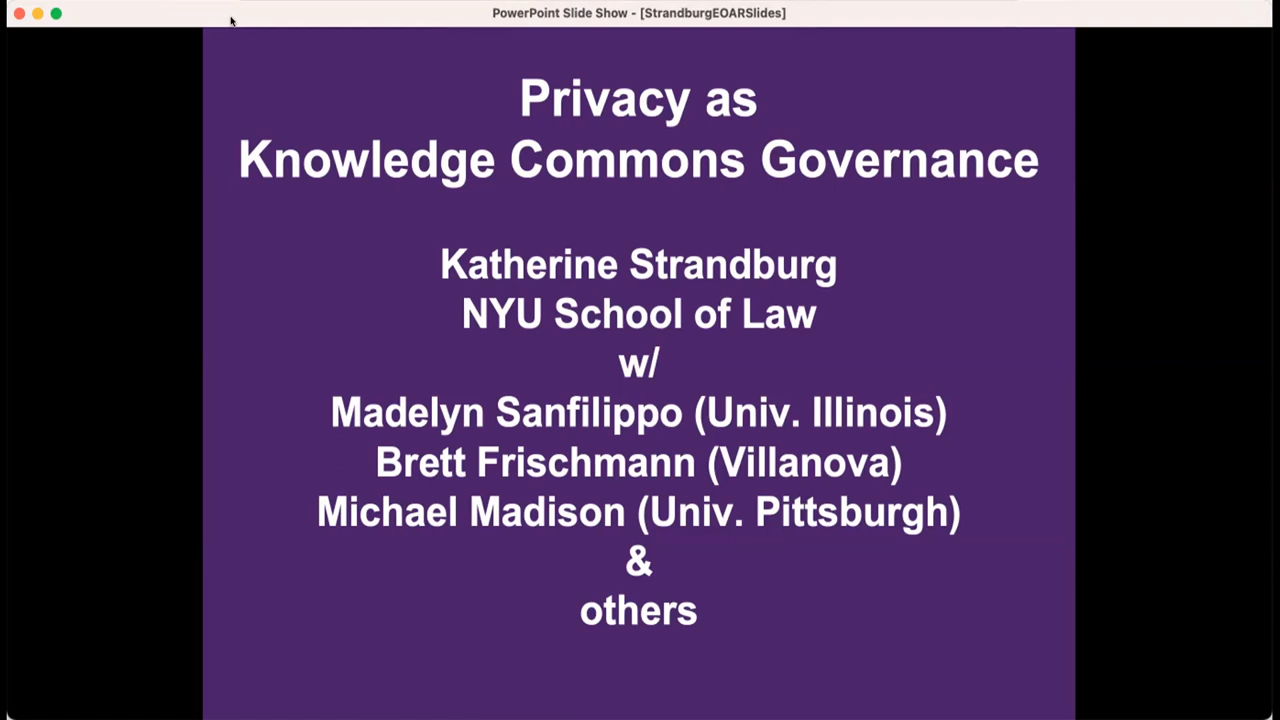 PowerPoint Slide Show - [StrandburgEOARSlides]
Privacy as
Knowledge Commons Governance
Katherine Strandburg
NYU School of Law
w/
Madelyn Sanfilippo (Univ. Illinois)
Brett Frischmann (Villanova)
Michael Madison (Univ. Pittsburgh)
&
others